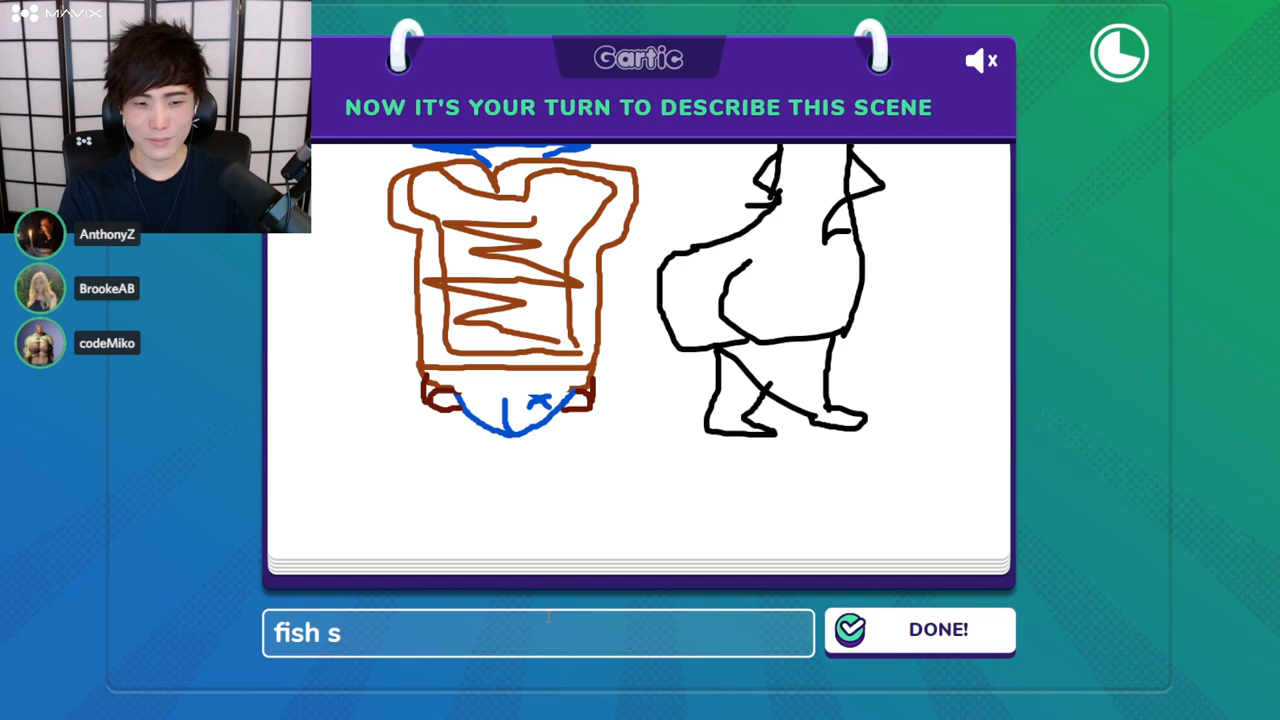 MAVIX
Gartic
NOW IT'S YOUR TURN TO DESCRIBE THIS SCENE
AnthonyZ
BrookeAB
codeMiko
fish s
DONE!